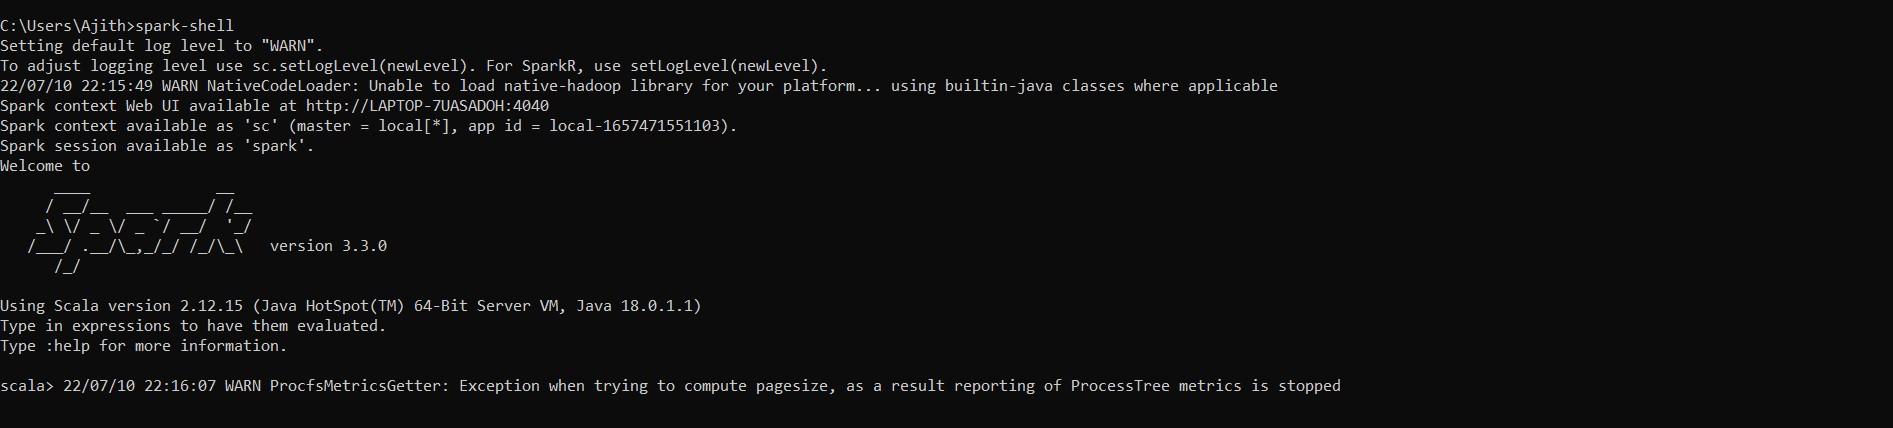 C:\Users\Ajith>spark-shell
Setting default log level to "WARN".
To adjust logging level use sc.setLogLevel(newLevel). For SparkR, use setLogLevel(newLevel).
22/07/10 22:15:49 WARN NativeCodeLoader: Unable to load native-hadoop library for your platform... using builtin-java classes where applicable
Spark context Web UI available at http://LAPTOP-7UASADOH:4040
Spark context available as 'sc' (master = local[*], app id = local-1657471551103).
Spark session available as 'spark'.
Welcome to
      ____              __
     / __/__  ___ _____/ /__
    _\ \/ _ \/ _ `/ __/  '_/
   /___/ .__/\_,_/_/ /_/\_\   version 3.3.0
      /_/
Using Scala version 2.12.15 (Java HotSpot(TM) 64-Bit Server VM, Java 18.0.1.1)
Type in expressions to have them evaluated.
Type :help for more information.
scala> 22/07/10 22:16:07 WARN ProcfsMetricsGetter: Exception when trying to compute pagesize, as a result reporting of ProcessTree metrics is stopped